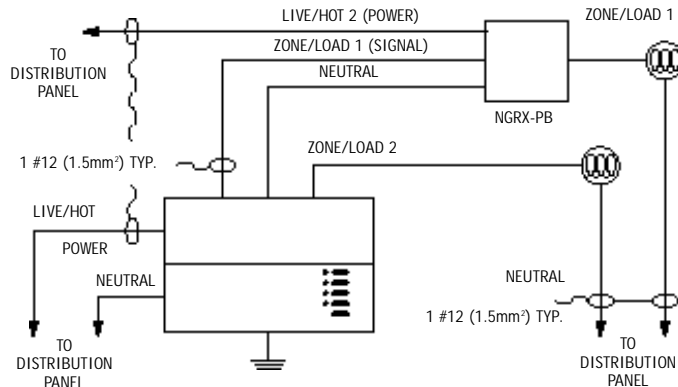 LIVE/HOT 2 (POWER)
ZONE/LOAD 1
TO
DISTRIBUTION
PANEL
ZONE/LOAD 1 (SIGNAL)
NEUTRAL
NGRX-PB
1 #12 (1.5mm²) TYP.
ZONE/LOAD 2
LIVE/HOT
POWER
NEUTRAL
NEUTRAL
1 #12 (1.5mm²) TYP.
TO
DISTRIBUTION
PANEL
TO
DISTRIBUTION
PANEL